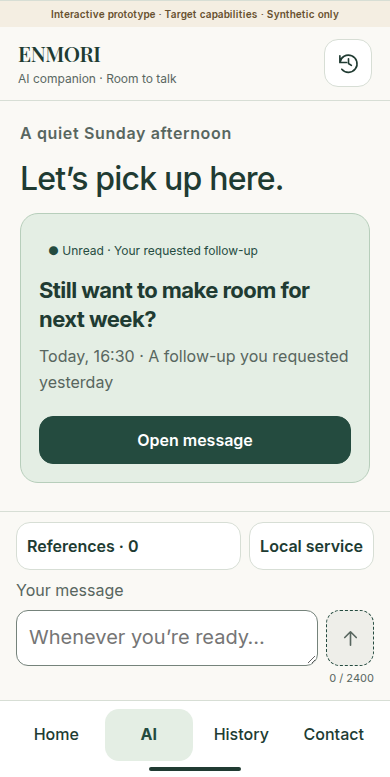 Interactive prototype · Target capabilities · Synthetic only
ENMORI
AI companion · Room to talk
A quiet Sunday afternoon
Let’s pick up here.
Unread · Your requested follow-up
Still want to make room for
next week?
Today, 16:30 · A follow-up you requested
yesterday
Open message
References · 0
Local service
Your message
Whenever you’re ready...
0 / 2400
Home
AI
History
Contact